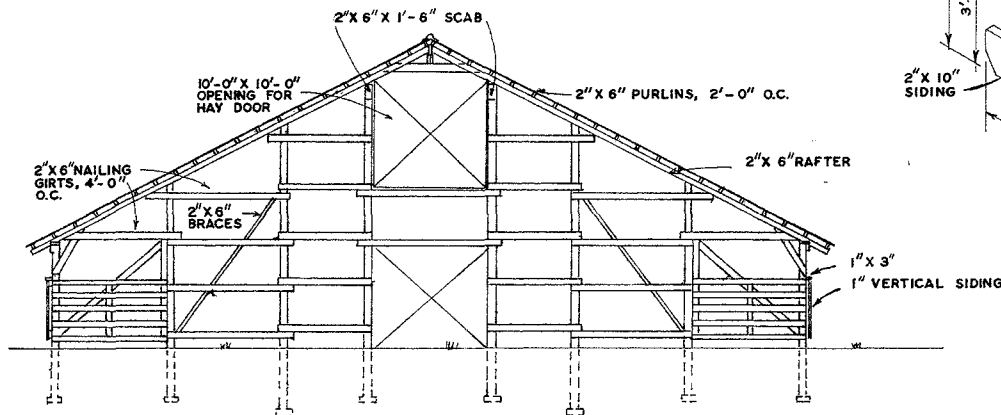 2"X 6"X 1'-6" SCAB
10'-0"X 10'-0"
OPENING FOR
HAY DOOR
2"X 6" PURLINS, 2'-0" O.C.
2"X 10"
SIDING
2"X 6" RAFTER
2"X 6" NAILING
GIRTS, 4'-0"
O.C.
2"X 6"
BRACES
1"X 3"
1" VERTICAL SIDING